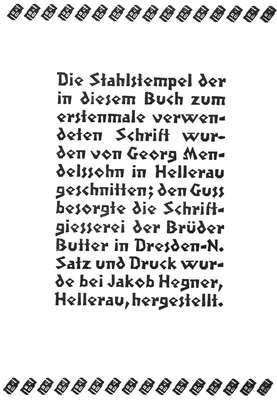 Die Stahlstempel der
in diesem Buch zum
erstenmale verwen-
deten Schrift wur-
den von Georg Men-
delssohn in Hellerau
geschnitten; den Guss
besorgte die Schrift-
giesserei der Brüder
Butter in Dresden-N.
Satz und Druck wur-
de bei Jakob Hegner,
Hellerau, hergestellt.